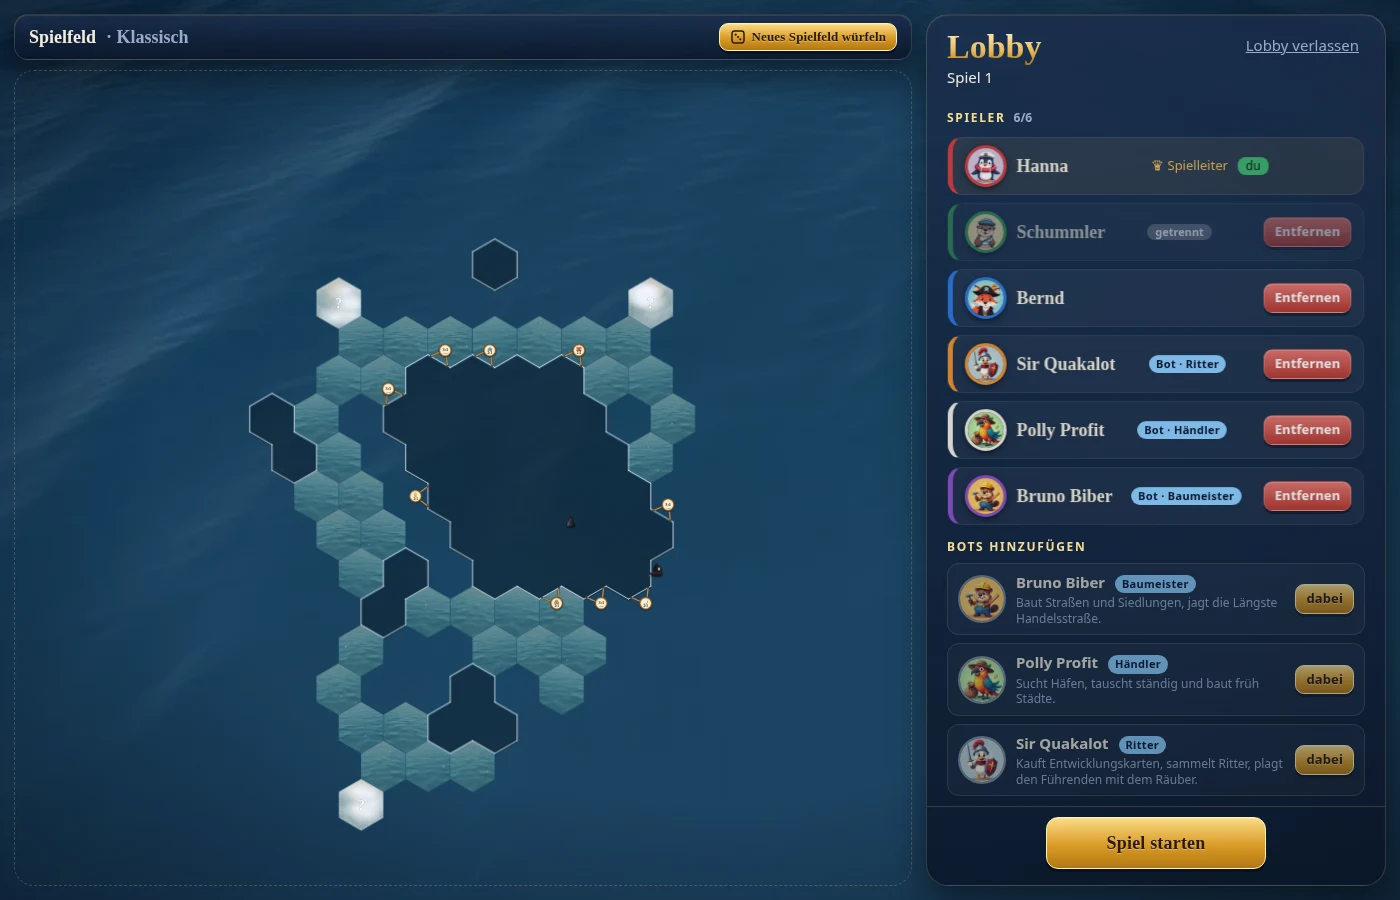 Spielfeld · Klassisch
Neues Spielfeld würfeln
?
?
Lobby
Lobby verlassen
Spiel 1
SPIELER 6/6
Hanna
♛ Spielleiter
du
Schummler
getrennt
Entfernen
Bernd
Entfernen
Sir Quakalot
Bot · Ritter
Entfernen
Polly Profit
Bot · Händler
Entfernen
Bruno Biber
Bot · Baumeister
Entfernen
BOTS HINZUFÜGEN
Bruno Biber
Baumeister
Baut Straßen und Siedlungen, jagt die Längste
Handelsstraße.
dabei
Polly Profit
Händler
Sucht Häfen, tauscht ständig und baut früh
Städte.
dabei
Sir Quakalot
Ritter
Kauft Entwicklungskarten, sammelt Ritter, plagt
den Führenden mit dem Räuber.
dabei
Spiel starten